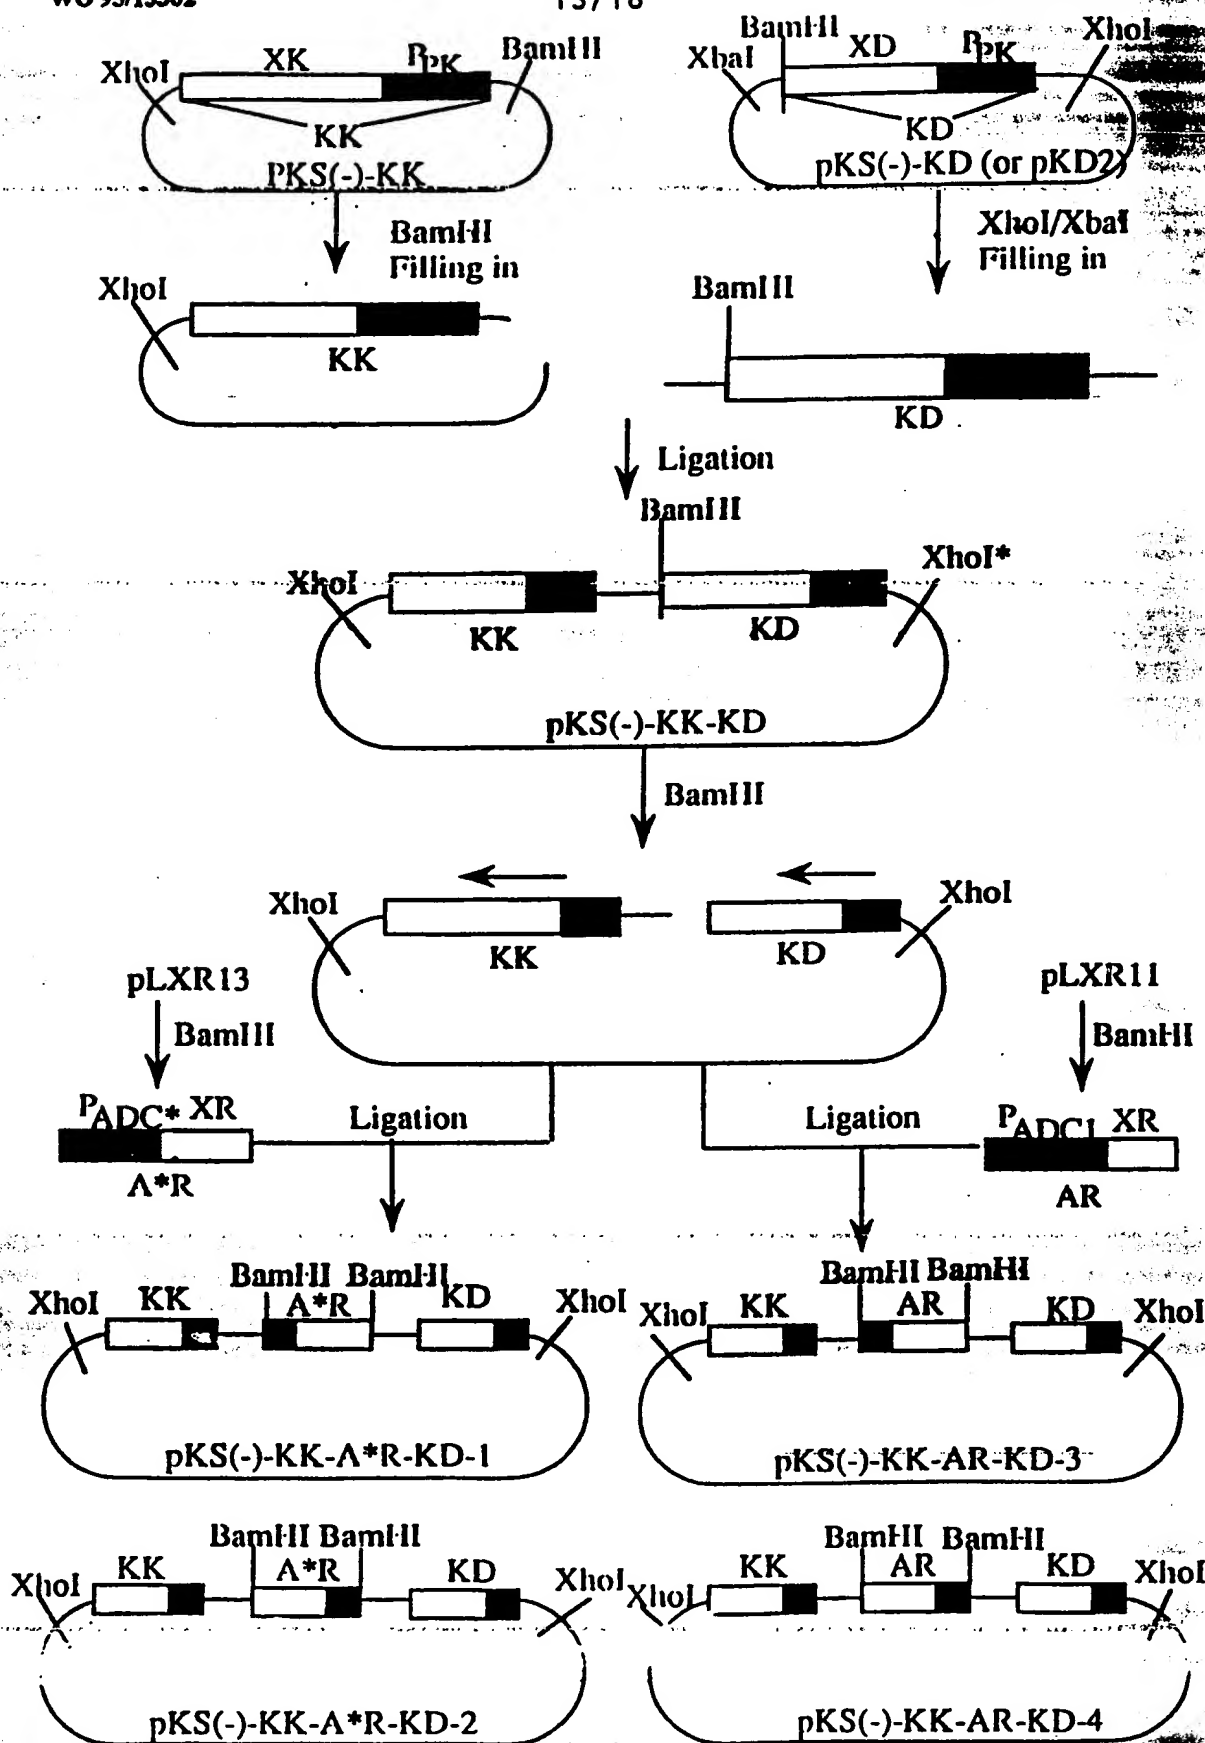 WO 95/13362
13/18
XhoI XK PPK BamHI
KK
PKS(-)-KK
BamHI XD PPK XhoI
XbaI
KD
pKS(-)-KD (or pKD2)
BamHI
Filling in
XhoI/XbaI
Filling in
XhoI
KK
BamHI
KD
Ligation
BamHI
XhoI
XhoI*
KK
KD
pKS(-)-KK-KD
BamHI
XhoI
XhoI
KK
KD
pLXR13
BamHI
PADC* XR
A*R
Ligation
pLXR11
BamHI
PADC1 XR
AR
Ligation
BamHI BamHI
XhoI KK A*R KD XhoI
pKS(-)-KK-A*R-KD-1
BamHI BamHI
XhoI KK AR KD XhoI
pKS(-)-KK-AR-KD-3
BamHI BamHI
XhoI KK A*R KD XhoI
pKS(-)-KK-A*R-KD-2
BamHI BamHI
XhoI KK AR KD XhoI
pKS(-)-KK-AR-KD-4